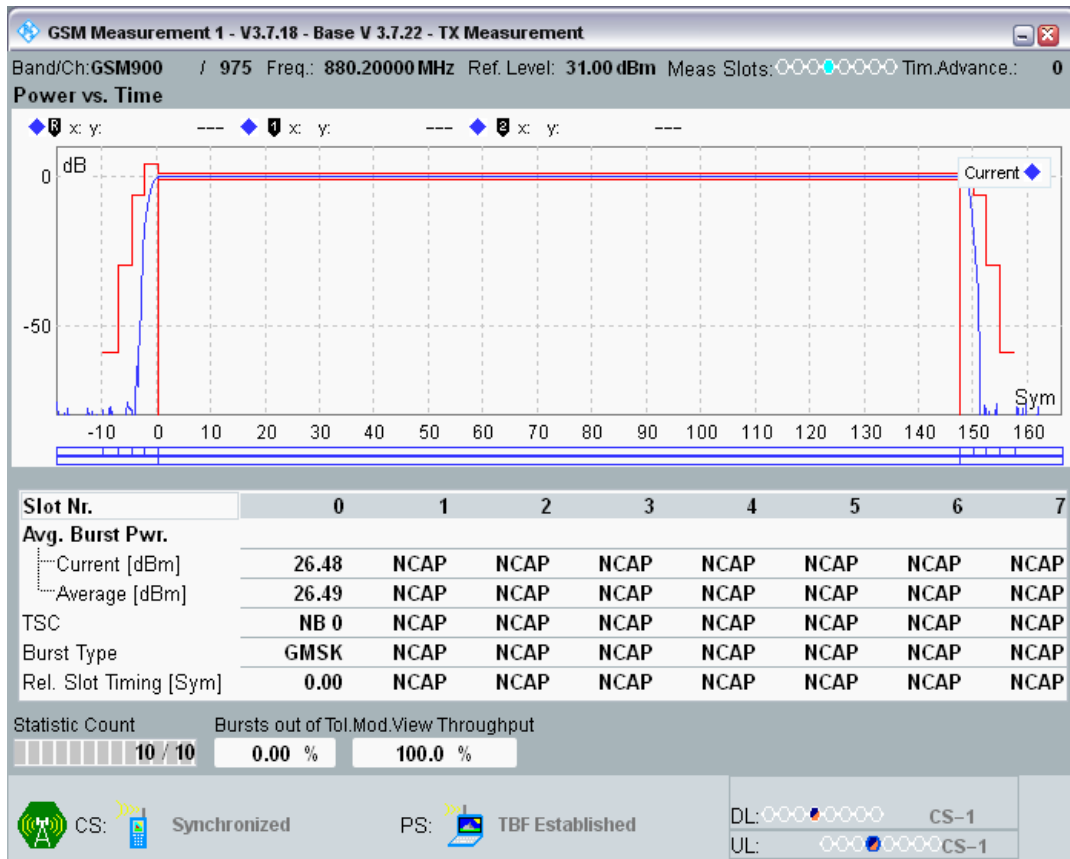 GSM Measurement 1 - V3.7.18 - Base V 3.7.22 - TX Measurement
Band/Ch:GSM900 / 975 Freq.: 880.20000 MHz Ref. Level: 31.00 dBm Meas Slots: Tim.Advance.: 0
Power vs. Time
R x: y: --- 1 x: y: --- 2 x: y: ---
dB
Current
0
-50
Sym
-10 0 10 20 30 40 50 60 70 80 90 100 110 120 130 140 150 160
Slot Nr. 0 1 2 3 4 5 6 7
Avg. Burst Pwr.
Current [dBm] 26.48 NCAP NCAP NCAP NCAP NCAP NCAP NCAP
Average [dBm] 26.49 NCAP NCAP NCAP NCAP NCAP NCAP NCAP
TSC NB 0 NCAP NCAP NCAP NCAP NCAP NCAP NCAP
Burst Type GMSK NCAP NCAP NCAP NCAP NCAP NCAP NCAP
Rel. Slot Timing [Sym] 0.00 NCAP NCAP NCAP NCAP NCAP NCAP NCAP
Statistic Count Bursts out of Tol. Mod.View Throughput
10 / 10 0.00 % 100.0 %
CS: Synchronized PS: TBF Established
DL: CS-1
UL: CS-1